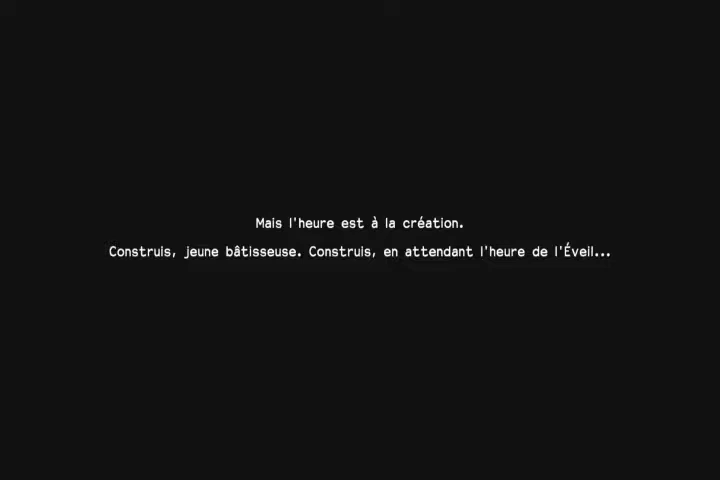 Mais l'heure est à la création.
Construis, jeune bâtisseuse. Construis, en attendant l'heure de l'Éveil...